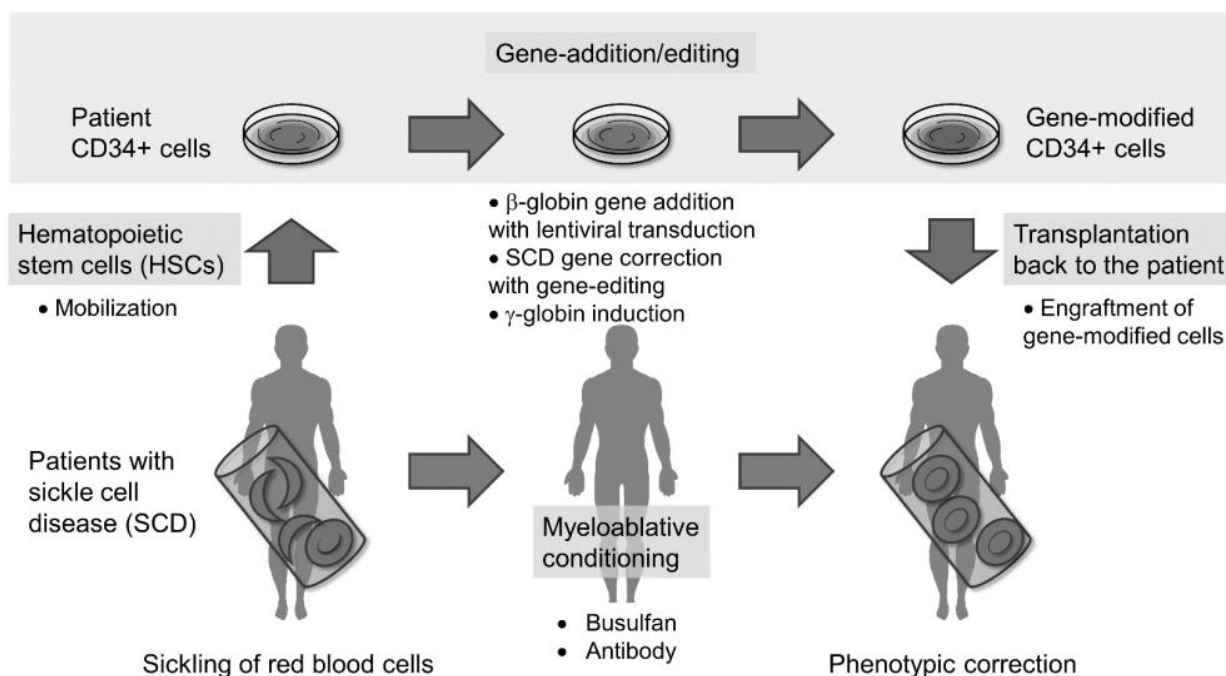 Gene-addition/editing
Patient
CD34+ cells
Gene-modified
CD34+ cells
Hematopoietic
stem cells (HSCs)
• Mobilization
• β-globin gene addition
with lentiviral transduction
• SCD gene correction
with gene-editing
• γ-globin induction
Transplantation
back to the patient
• Engraftment of
gene-modified cells
Patients with
sickle cell
disease (SCD)
Myeloablative
conditioning
• Busulfan
• Antibody
Sickling of red blood cells
Phenotypic correction